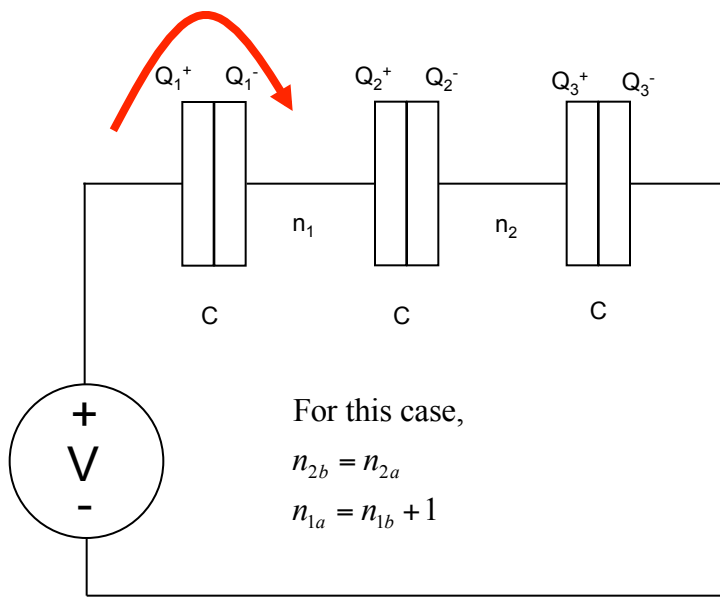 Q₁⁺ Q₁⁻ Q₂⁺ Q₂⁻ Q₃⁺ Q₃⁻
n₁ n₂
C C C
+
V
-
For this case,
n₂b = n₂a
n₁a = n₁b + 1